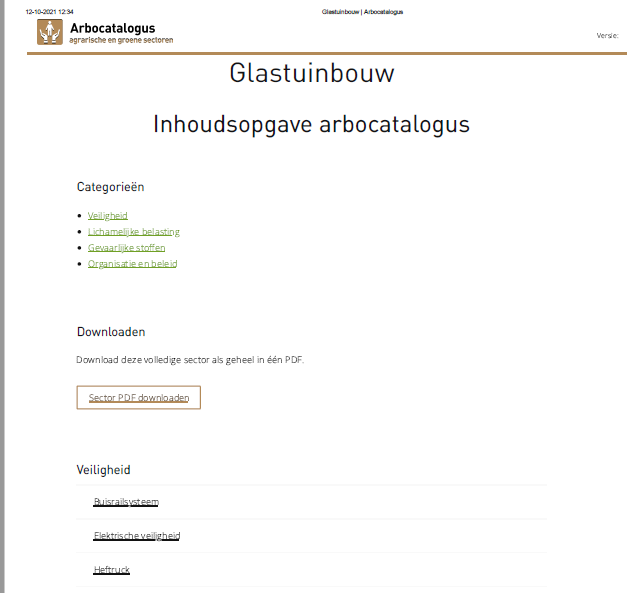 12-10-2021 12:34
Glastuinbouw | Arbocatalogus
Arbocatalogus
agrarische en groene sectoren
Versie:
Glastuinbouw
Inhoudsopgave arbocatalogus
Categorieën
Veiligheid
Lichamelijke belasting
Gevaarlijke stoffen
Organisatie en beleid
Downloaden
Download deze volledige sector als geheel in één PDF.
Sector PDF downloaden
Veiligheid
Buisrailsysteem
Elektrische veiligheid
Heftruck